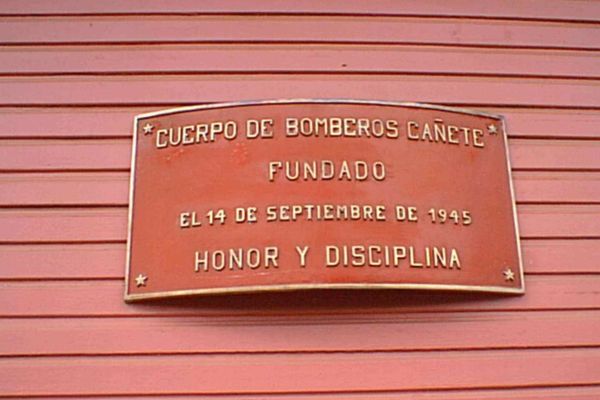 CUERPO DE BOMBEROS CAÑETE
FUNDADO
EL 14 DE SEPTIEMBRE DE 1945
HONOR Y DISCIPLINA